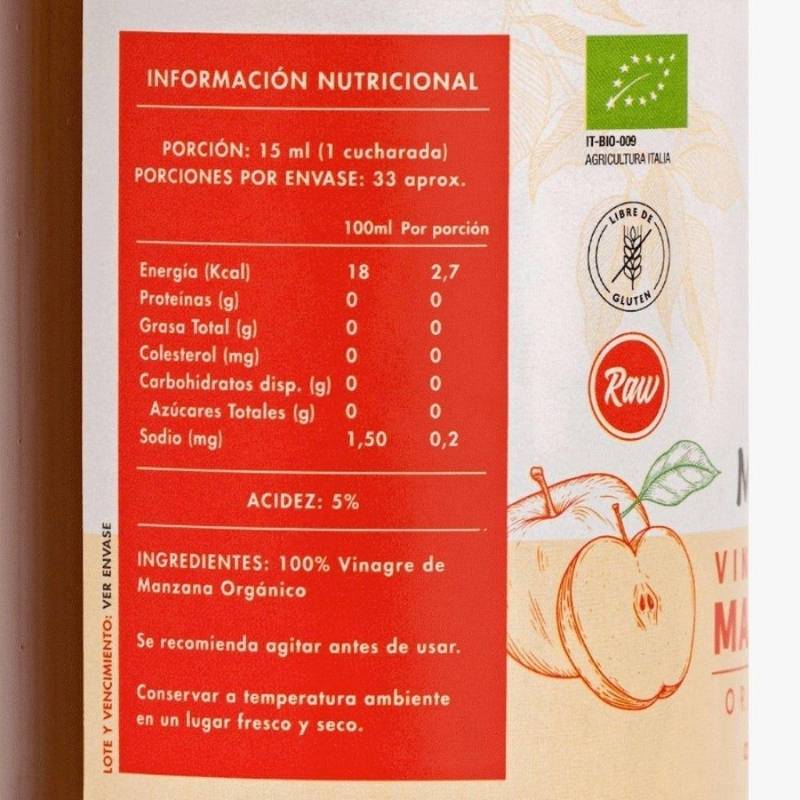 INFORMACIÓN NUTRICIONAL
PORCIÓN: 15 ml (1 cucharada)
PORCIONES POR ENVASE: 33 aprox.
100ml Por porción
Energía (Kcal) 18 2,7
Proteínas (g) 0 0
Grasa Total (g) 0 0
Colesterol (mg) 0 0
Carbohidratos disp. (g) 0 0
Azúcares Totales (g) 0 0
Sodio (mg) 1,50 0,2
ACIDEZ: 5%
INGREDIENTES: 100% Vinagre de
Manzana Orgánico
Se recomienda agitar antes de usar.
Conservar a temperatura ambiente
en un lugar fresco y seco.
LOTE Y VENCIMIENTO: VER ENVASE
IT-BIO-009
AGRICULTURA ITALIA
LIBRE DE
GLUTEN
Raw
VIN
MA